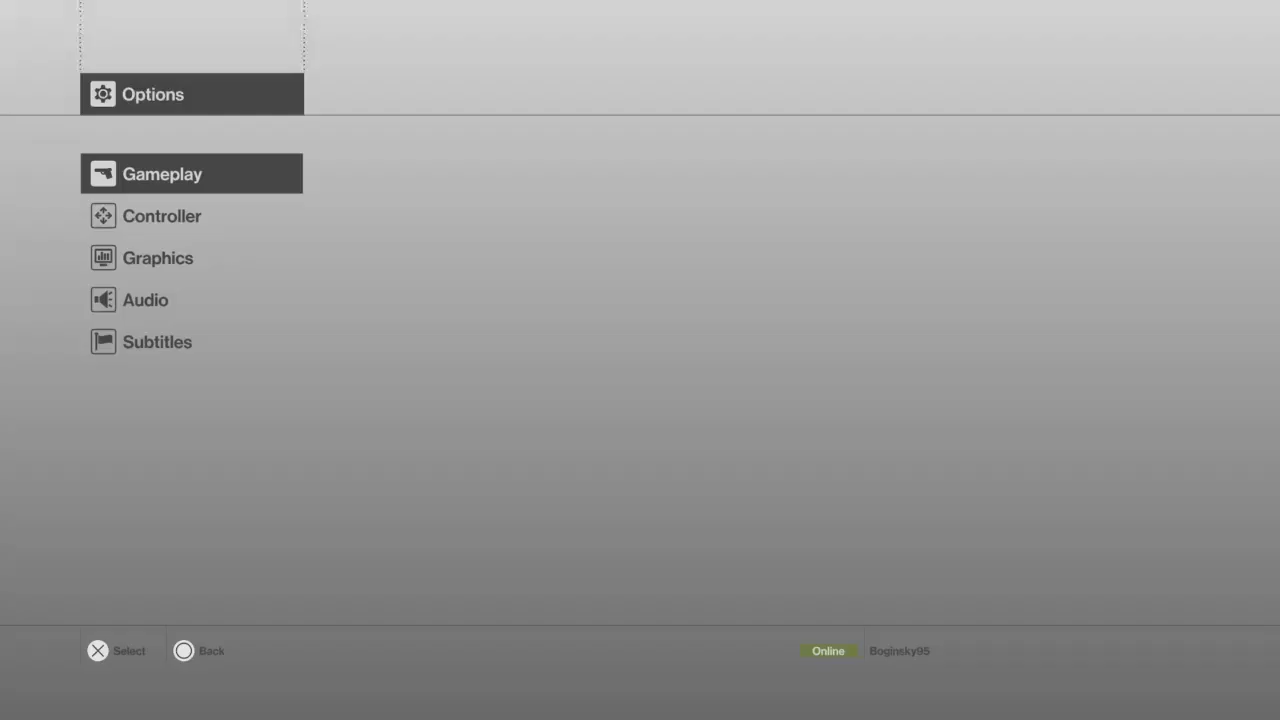 Options
Gameplay
Controller
Graphics
Audio
Subtitles
Select
Back
Online
Boginsky95